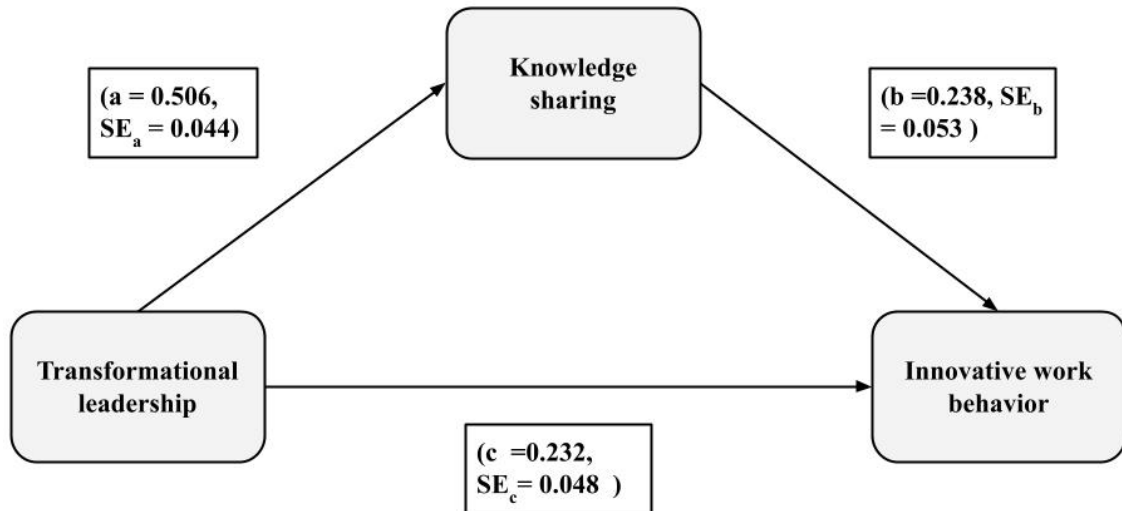 Knowledge
sharing
(a = 0.506,
SEa = 0.044)
(b =0.238, SEb
= 0.053 )
Transformational
leadership
Innovative work
behavior
(c =0.232,
SEc= 0.048 )